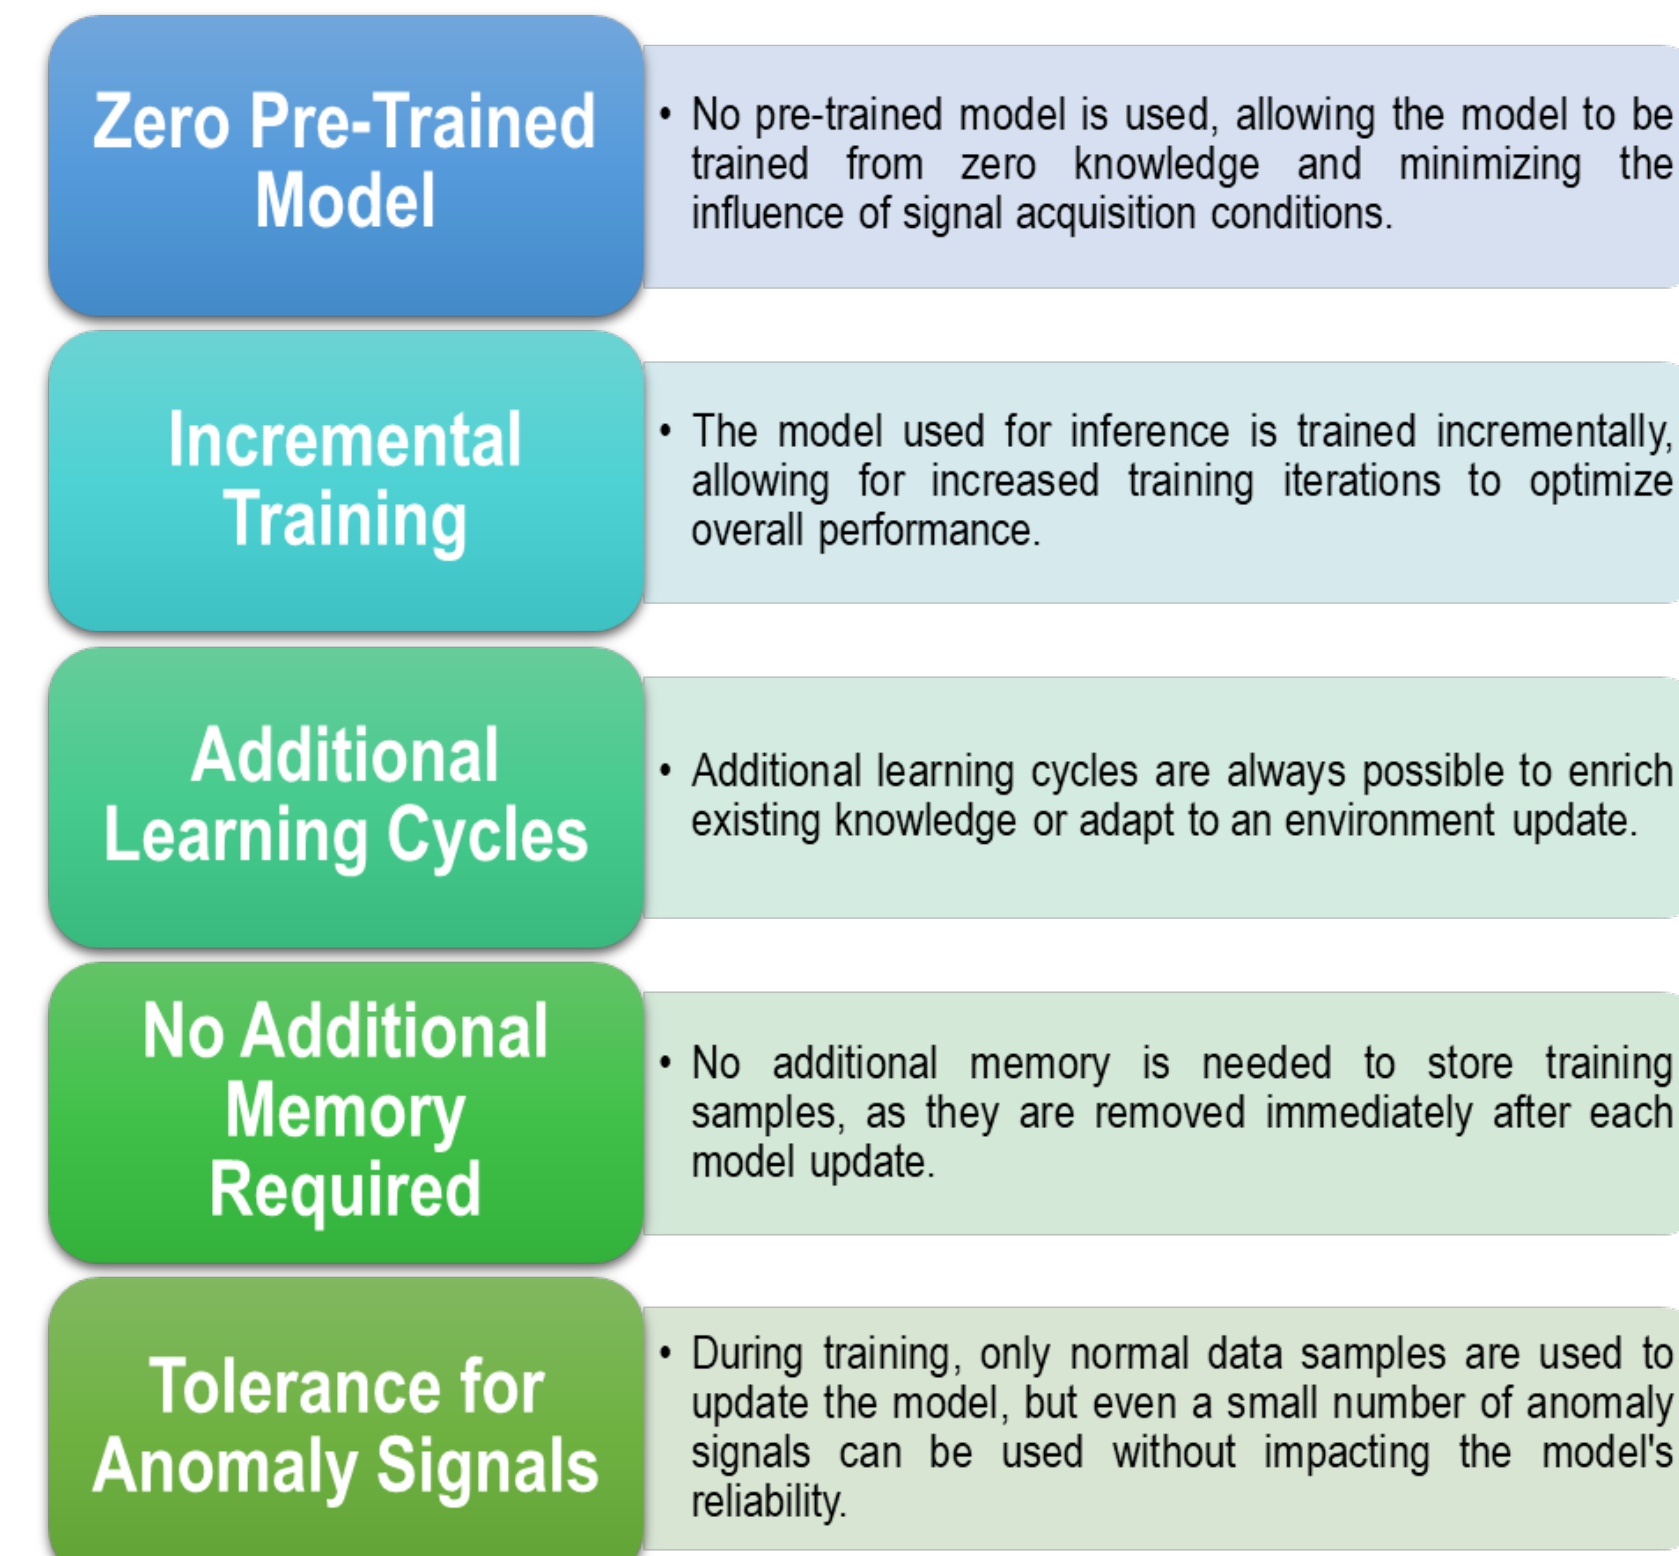 Zero Pre-Trained
Model
• No pre-trained model is used, allowing the model to be
trained from zero knowledge and minimizing the
influence of signal acquisition conditions.
Incremental
Training
• The model used for inference is trained incrementally,
allowing for increased training iterations to optimize
overall performance.
Additional
Learning Cycles
• Additional learning cycles are always possible to enrich
existing knowledge or adapt to an environment update.
No Additional
Memory
Required
• No additional memory is needed to store training
samples, as they are removed immediately after each
model update.
Tolerance for
Anomaly Signals
• During training, only normal data samples are used to
update the model, but even a small number of anomaly
signals can be used without impacting the model's
reliability.